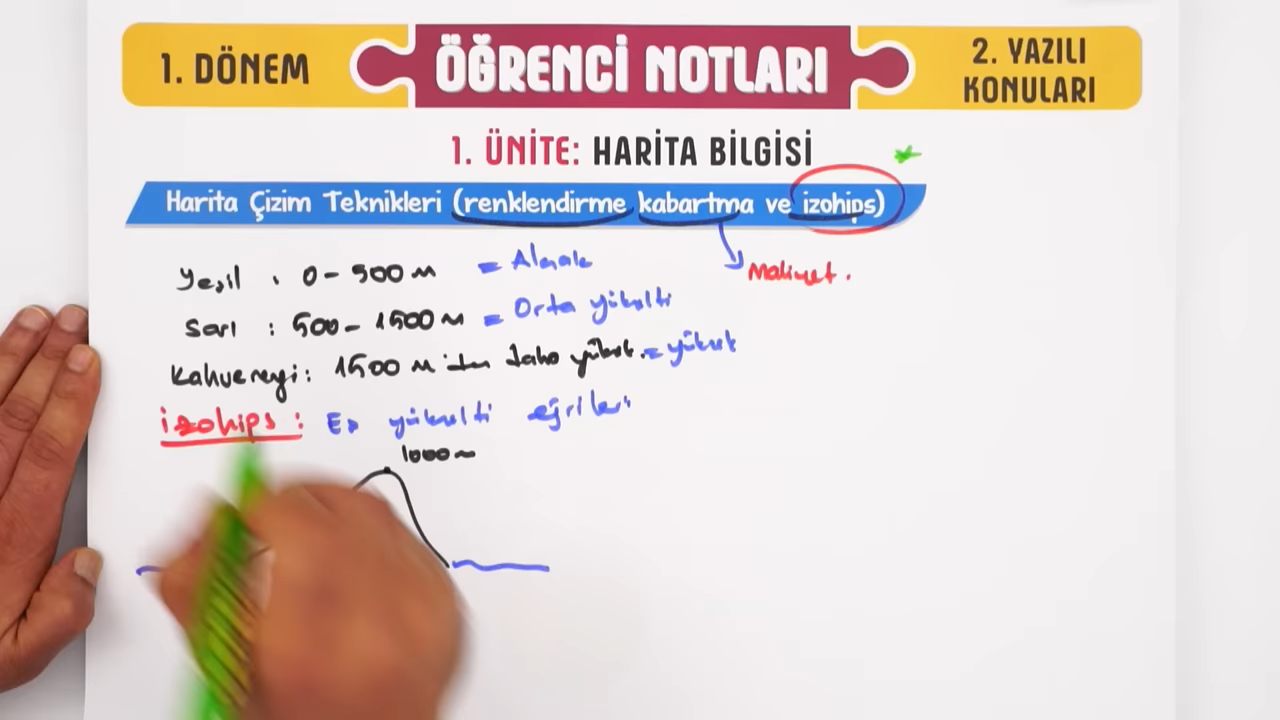 1. DÖNEM
ÖĞRENCİ NOTLARI
2. YAZILI
KONULARI
1. ÜNİTE: HARİTA BİLGİSİ
Harita Çizim Teknikleri (renklendirme kabartma ve izohips)
Yeşil : 0-500 m = Alçak
Maliyet.
Sarı : 500-1500 m = Orta yükselti
Kahverengi: 1500 m'den daha yüksek. = yüksek
izohips : Eş yükselti eğrileri
1000 m